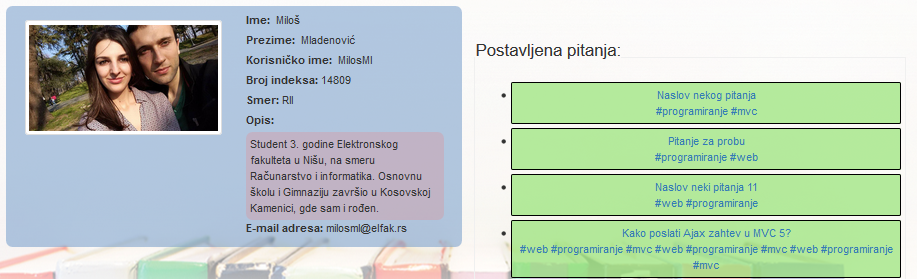 Ime: Miloš
Prezime: Mladenović
Korisničko ime: MilosMl
Broj indeksa: 14809
Smer: RII
Opis:
Student 3. godine Elektronskog
fakulteta u Nišu, na smeru
Računarstvo i informatika. Osnovnu
školu i Gimnaziju završio u Kosovskoj
Kamenici, gde sam i rođen.
E-mail adresa: milosml@elfak.rs
Postavljena pitanja:
Naslov nekog pitanja
#programiranje #mvc
Pitanje za probu
#programiranje #web
Naslov neki pitanja 11
#web #programiranje
Kako poslati Ajax zahtev u MVC 5?
#web #programiranje #mvc #web #programiranje #mvc #web #programiranje
#mvc